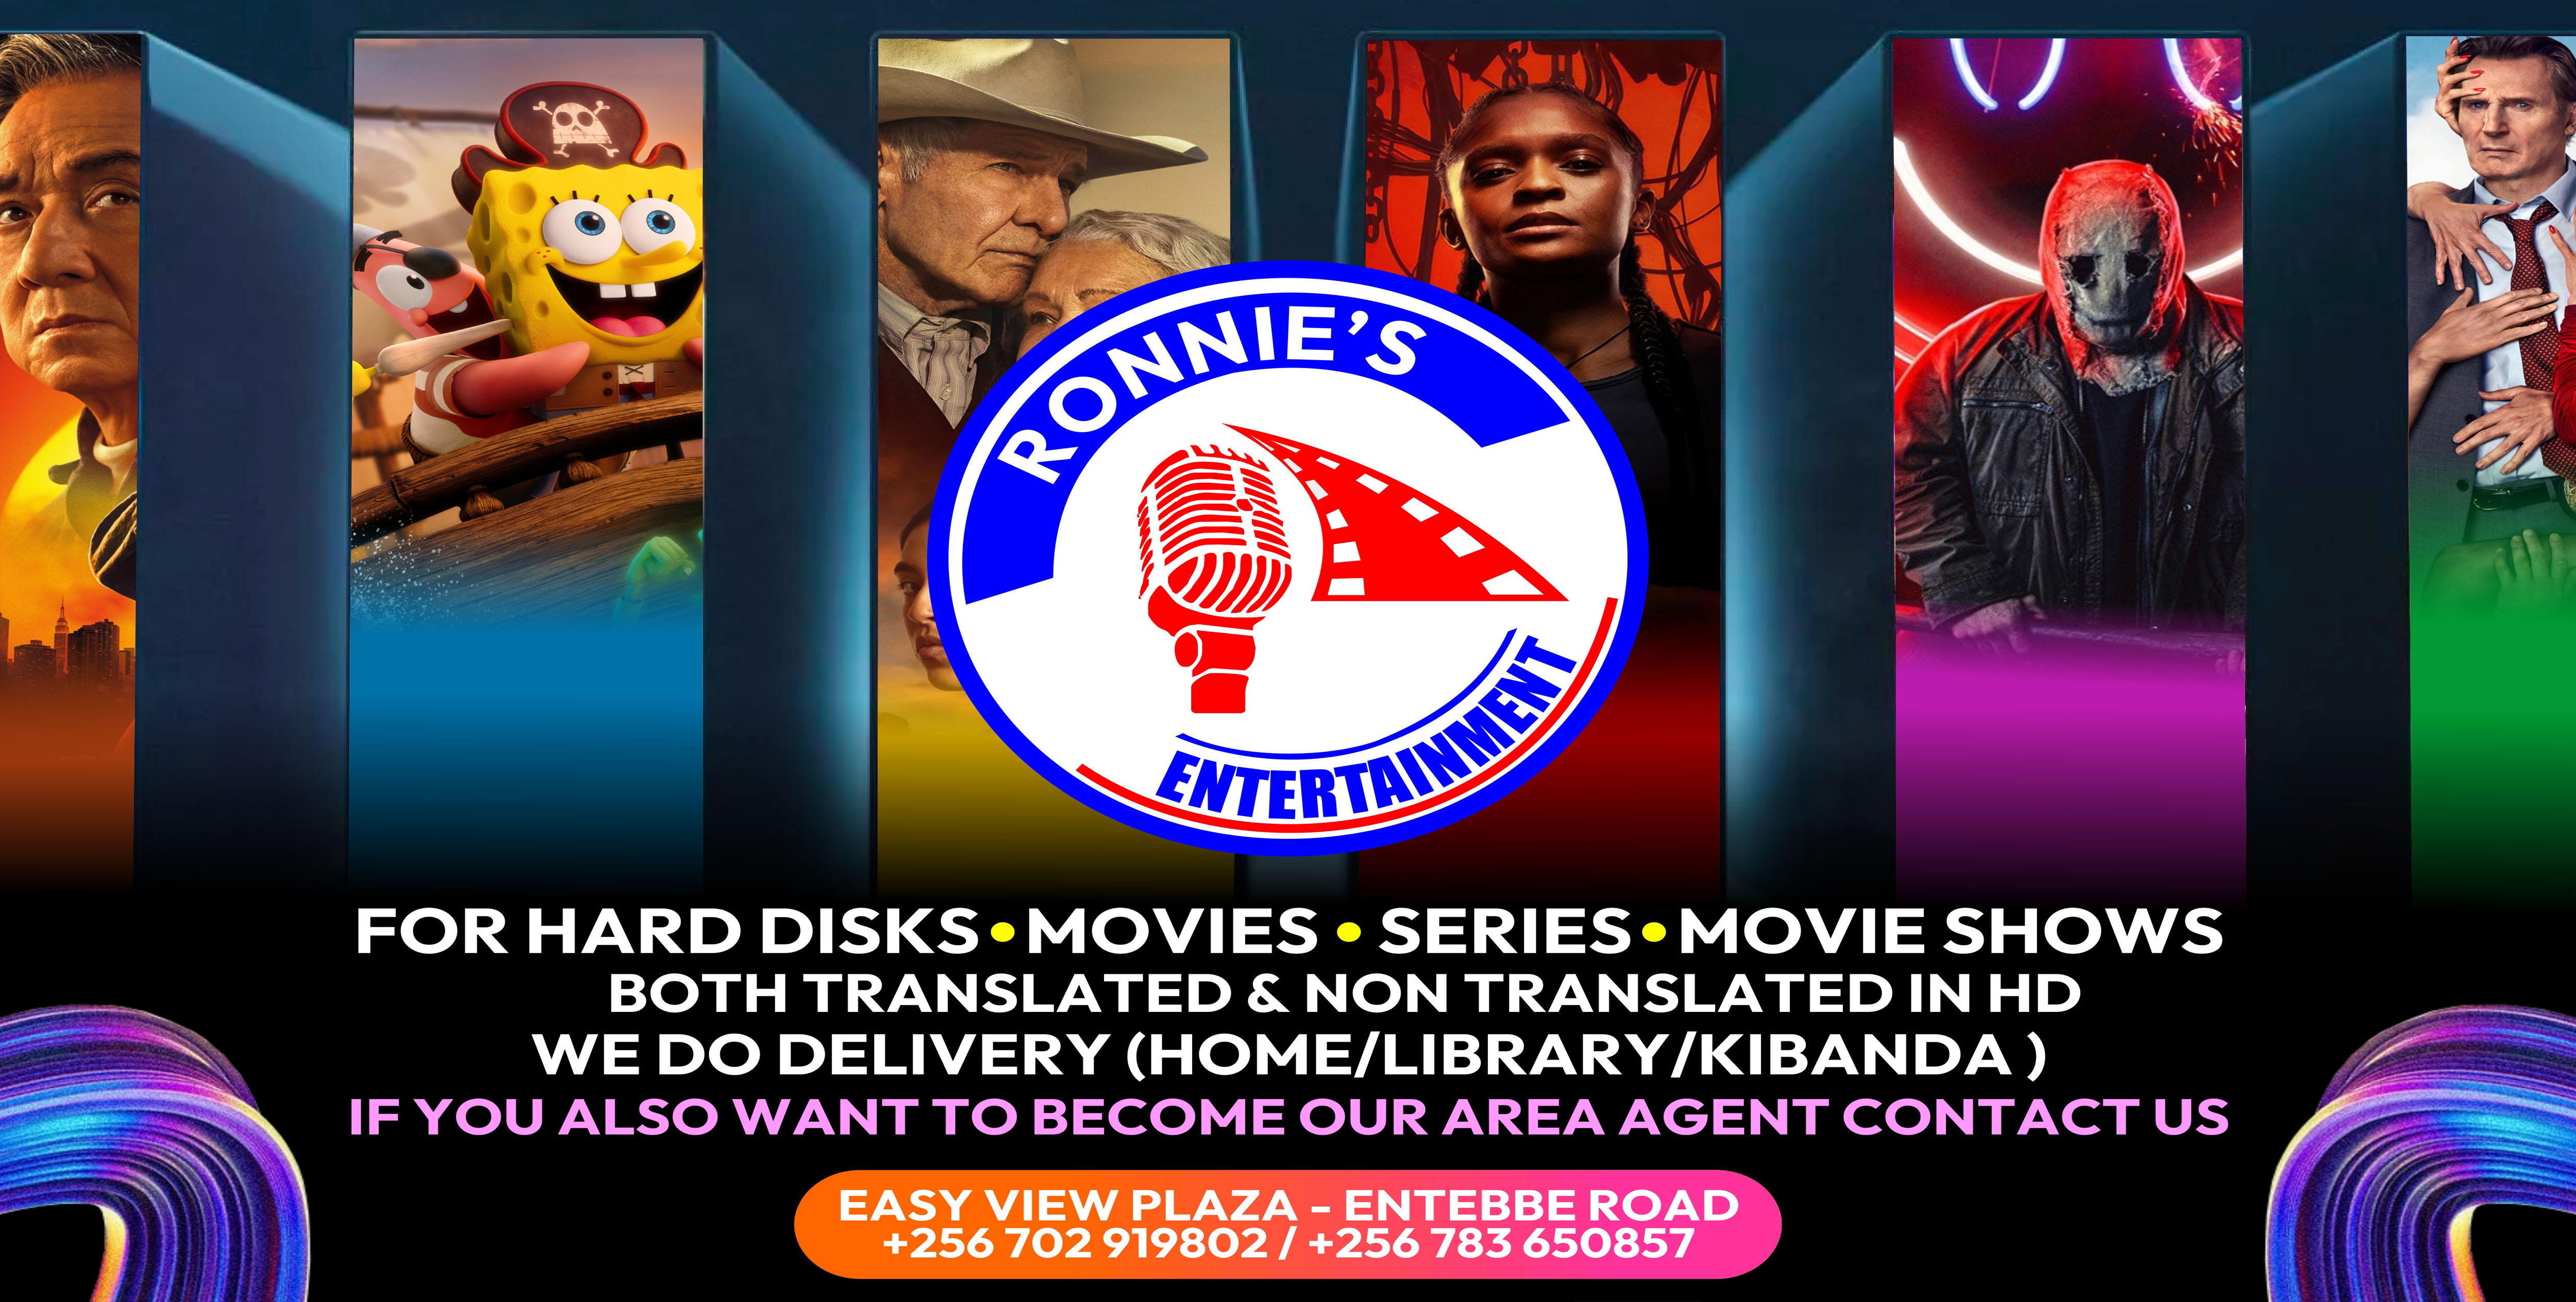 RONNIE'S
ENTERTAINMENT
FOR HARD DISKS • MOVIES • SERIES • MOVIE SHOWS
BOTH TRANSLATED & NON TRANSLATED IN HD
WE DO DELIVERY (HOME/LIBRARY/KIBANDA )
IF YOU ALSO WANT TO BECOME OUR AREA AGENT CONTACT US
EASY VIEW PLAZA - ENTEBBE ROAD
+256 702 919802 / +256 783 650857